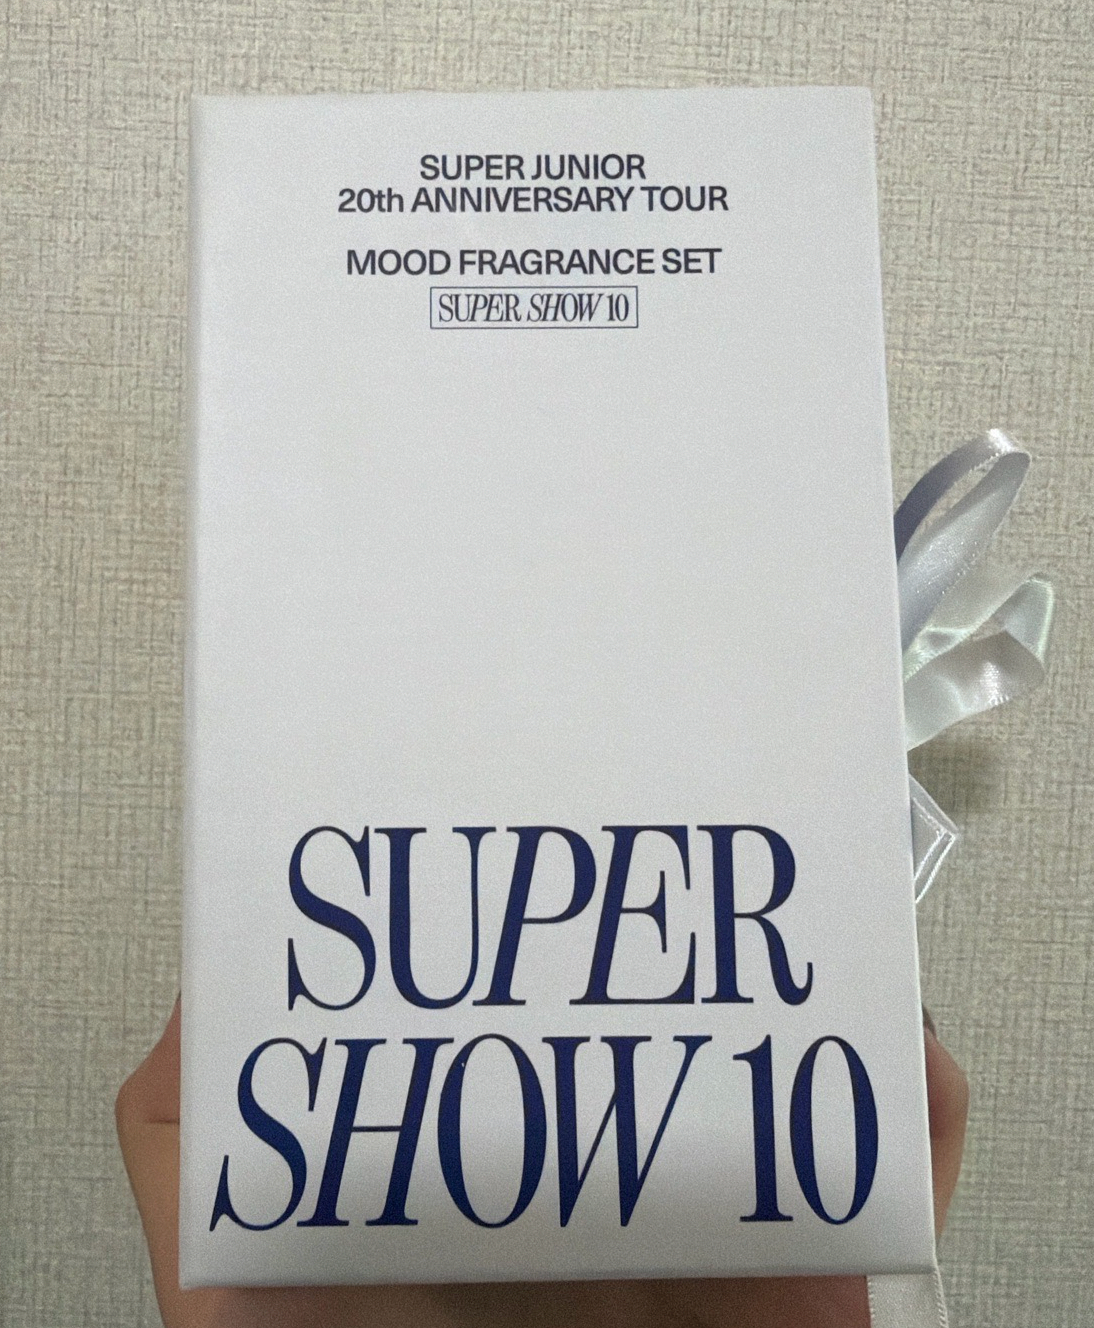 SUPER JUNIOR
20th ANNIVERSARY TOUR
MOOD FRAGRANCE SET
SUPER SHOW 10
SUPER
SHOW 10